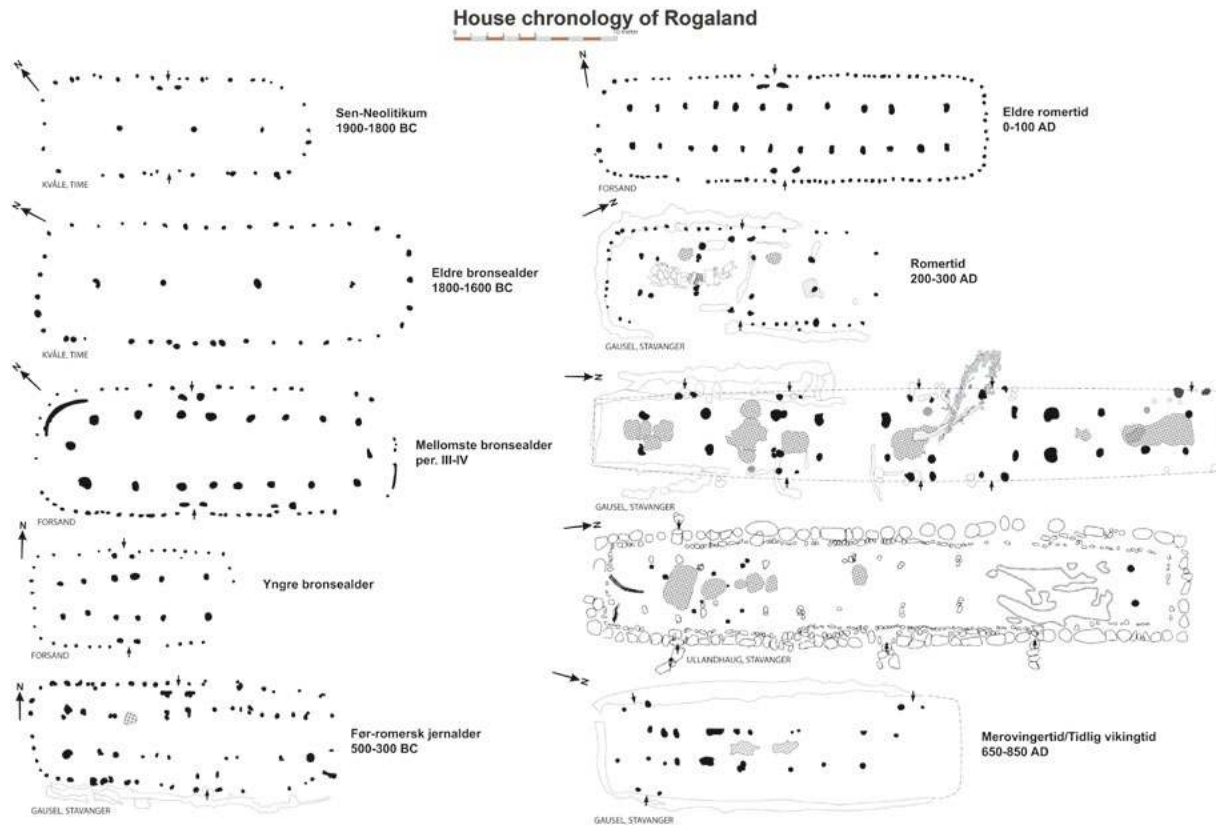 House chronology of Rogaland
0 10 meter
N
Sen-Neolitikum
1900-1800 BC
KVÅLE, TIME
N
Eldre bronsealder
1800-1600 BC
KVÅLE, TIME
N
Mellomste bronsealder
per. III-IV
FORSAND
N
Yngre bronsealder
FORSAND
N
Før-romersk jernalder
500-300 BC
GAUSEL, STAVANGER
N
Eldre romertid
0-100 AD
FORSAND
N
Romertid
200-300 AD
GAUSEL, STAVANGER
N
GAUSEL, STAVANGER
N
ULLANDHAUG, STAVANGER
N
Merovingertid/Tidlig vikingtid
650-850 AD
GAUSEL, STAVANGER